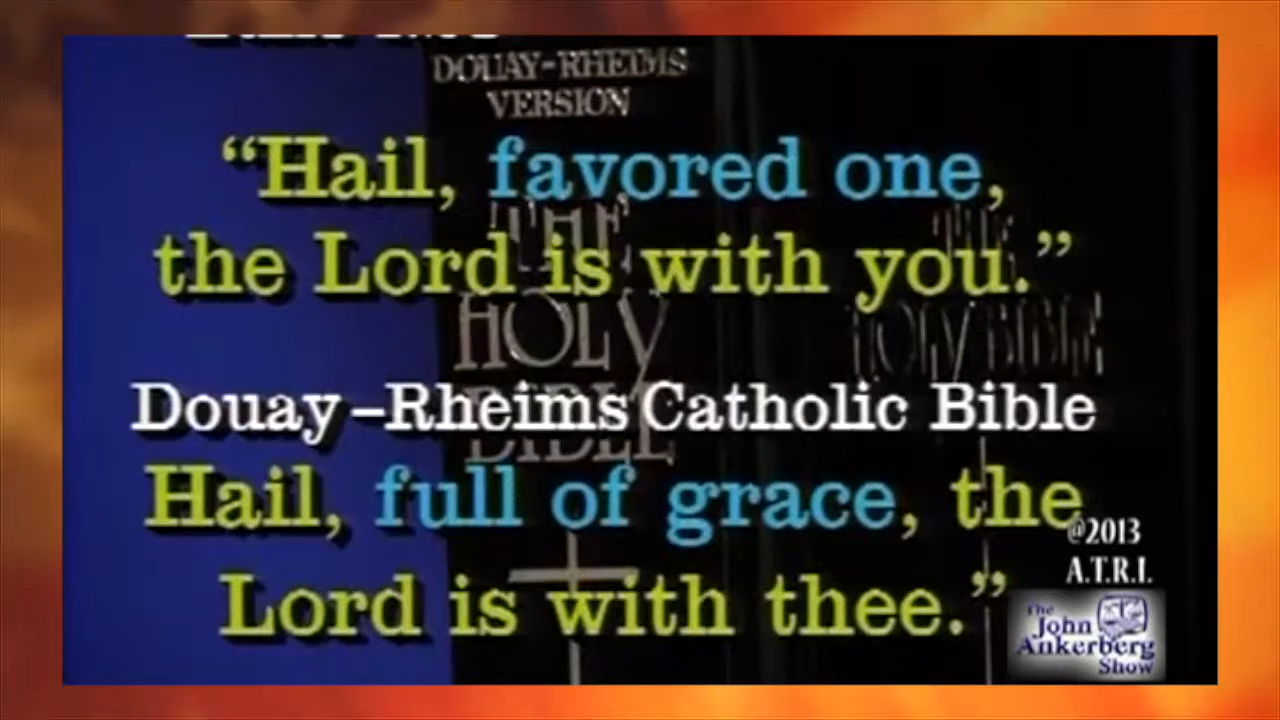 DOUAY-RHEIMS
VERSION
“Hail, favored one,
the Lord is with you.”
THE
HOLY
BIBLE
HOLY BIBLE
Douay–Rheims Catholic Bible
Hail, full of grace, the
Lord is with thee.”
@2013
A.T.R.I.
The
John
Ankerberg
Show